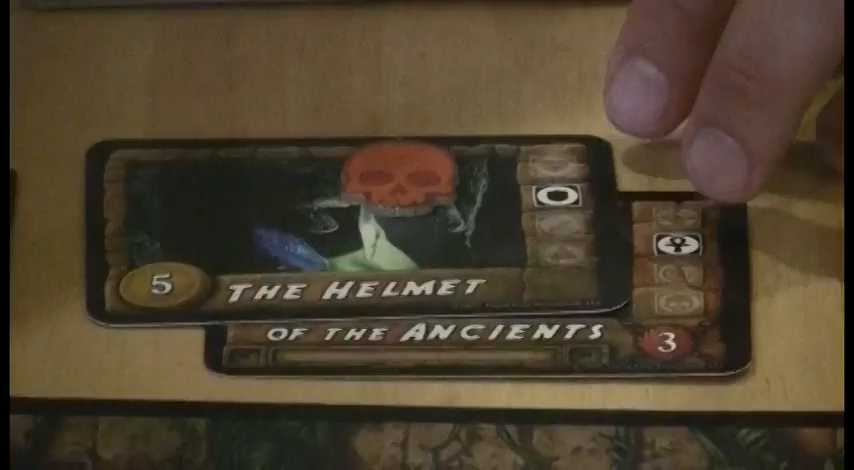 5
THE HELMET
OF THE ANCIENTS
3